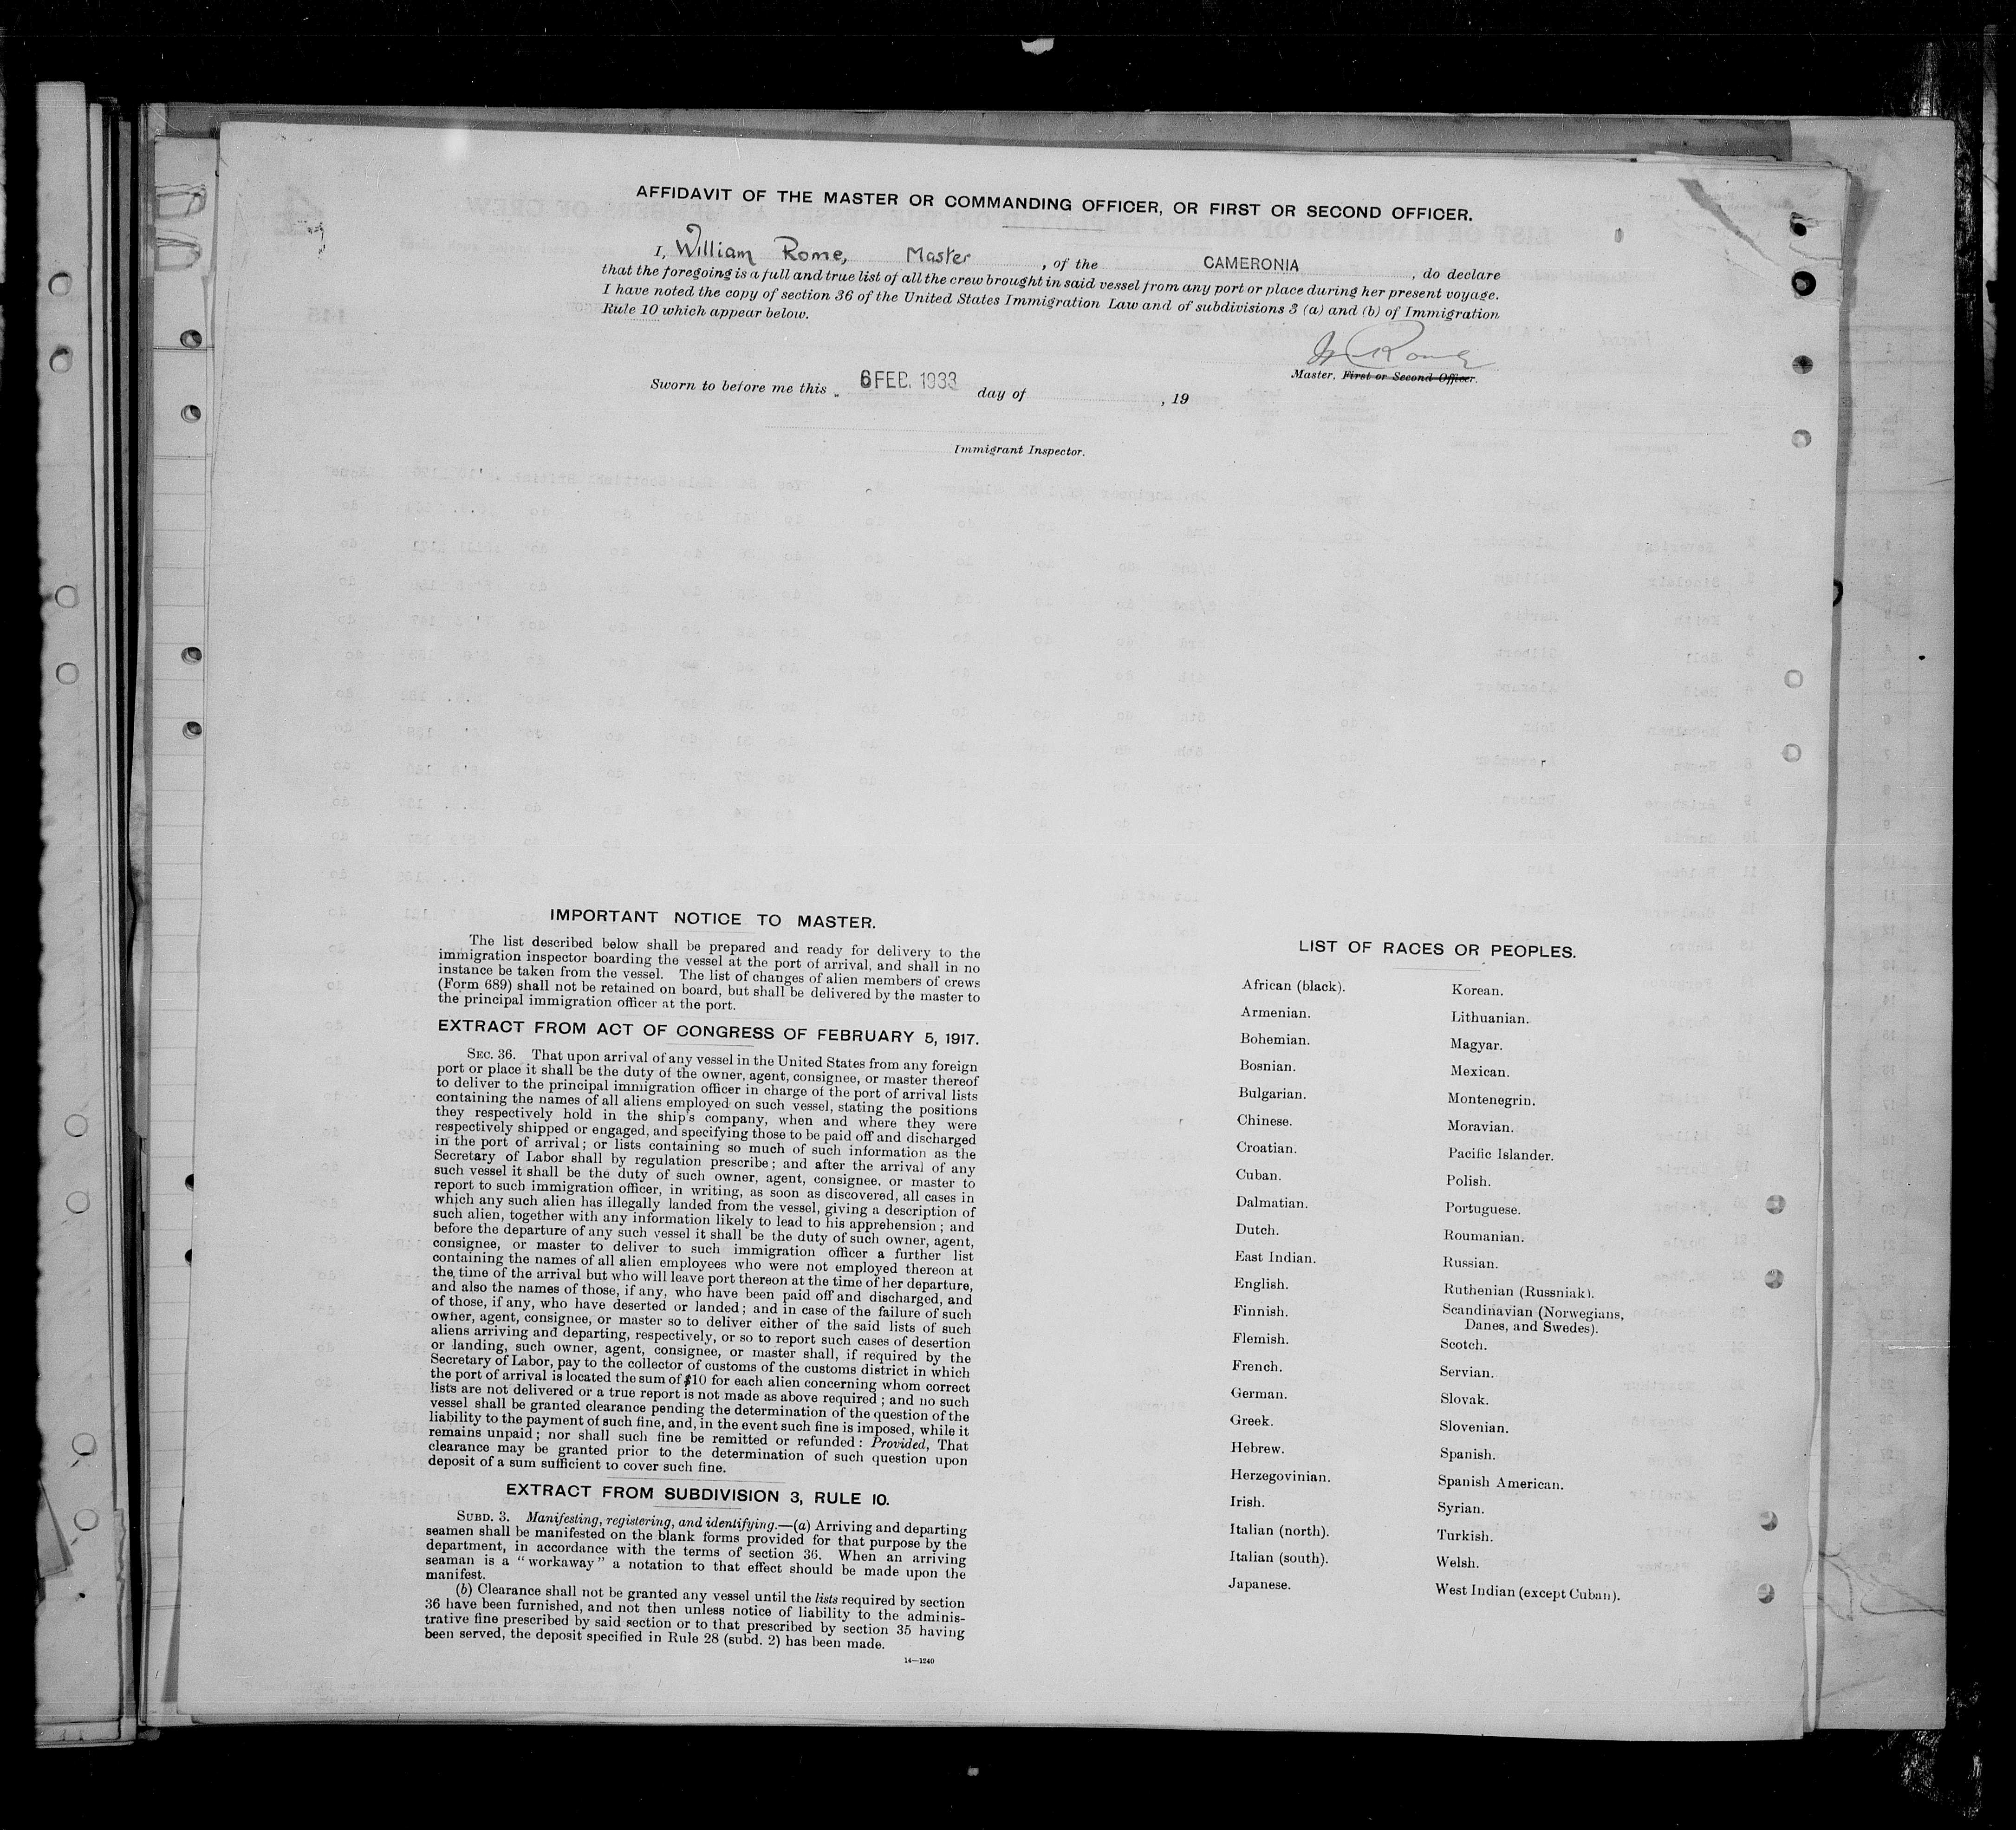 AFFIDAVIT OF THE MASTER OR COMMANDING OFFICER, OR FIRST OR SECOND OFFICER.
I, William Rome, Master , of the CAMERONIA , do declare
that the foregoing is a full and true list of all the crew brought in said vessel from any port or place during her present voyage.
I have noted the copy of section 36 of the United States Immigration Law and of subdivisions 3 (a) and (b) of Immigration
Rule 10 which appear below.
W Rome
Master, First or Second Officer.
Sworn to before me this 6 FEB. 1933 day of , 19
Immigrant Inspector.
IMPORTANT NOTICE TO MASTER.
The list described below shall be prepared and ready for delivery to the
immigration inspector boarding the vessel at the port of arrival, and shall in no
instance be taken from the vessel. The list of changes of alien members of crews
(Form 689) shall not be retained on board, but shall be delivered by the master to
the principal immigration officer at the port.
EXTRACT FROM ACT OF CONGRESS OF FEBRUARY 5, 1917.
SEC. 36. That upon arrival of any vessel in the United States from any foreign
port or place it shall be the duty of the owner, agent, consignee, or master thereof
to deliver to the principal immigration officer in charge of the port of arrival lists
containing the names of all aliens employed on such vessel, stating the positions
they respectively hold in the ship's company, when and where they were
respectively shipped or engaged, and specifying those to be paid off and discharged
in the port of arrival; or lists containing so much of such information as the
Secretary of Labor shall by regulation prescribe; and after the arrival of any
such vessel it shall be the duty of such owner, agent, consignee, or master to
report to such immigration officer, in writing, as soon as discovered, all cases in
which any such alien has illegally landed from the vessel, giving a description of
such alien, together with any information likely to lead to his apprehension; and
before the departure of any such vessel it shall be the duty of such owner, agent,
consignee, or master to deliver to such immigration officer a further list
containing the names of all alien employees who were not employed thereon at
the time of the arrival but who will leave port thereon at the time of her departure,
and also the names of those, if any, who have been paid off and discharged, and
of those, if any, who have deserted or landed; and in case of the failure of such
owner, agent, consignee, or master so to deliver either of the said lists of such
aliens arriving and departing, respectively, or so to report such cases of desertion
or landing, such owner, agent, consignee, or master shall, if required by the
Secretary of Labor, pay to the collector of customs of the customs district in which
the port of arrival is located the sum of $10 for each alien concerning whom correct
lists are not delivered or a true report is not made as above required; and no such
vessel shall be granted clearance pending the determination of the question of the
liability to the payment of such fine, and, in the event such fine is imposed, while it
remains unpaid; nor shall such fine be remitted or refunded: Provided, That
clearance may be granted prior to the determination of such question upon
deposit of a sum sufficient to cover such fine.
EXTRACT FROM SUBDIVISION 3, RULE 10.
SUBD. 3. Manifesting, registering, and identifying.—(a) Arriving and departing
seamen shall be manifested on the blank forms provided for that purpose by the
department, in accordance with the terms of section 36. When an arriving
seaman is a "workaway" a notation to that effect should be made upon the
manifest.
(b) Clearance shall not be granted any vessel until the lists required by section
36 have been furnished, and not then unless notice of liability to the adminis-
trative fine prescribed by said section or to that prescribed by section 35 having
been served, the deposit specified in Rule 28 (subd. 2) has been made.
14—1240
LIST OF RACES OR PEOPLES.
African (black).
Armenian.
Bohemian.
Bosnian.
Bulgarian.
Chinese.
Croatian.
Cuban.
Dalmatian.
Dutch.
East Indian.
English.
Finnish.
Flemish.
French.
German.
Greek.
Hebrew.
Herzegovinian.
Irish.
Italian (north).
Italian (south).
Japanese.
Korean.
Lithuanian.
Magyar.
Mexican.
Montenegrin.
Moravian.
Pacific Islander.
Polish.
Portuguese.
Roumanian.
Russian.
Ruthenian (Russniak).
Scandinavian (Norwegians,
Danes, and Swedes).
Scotch.
Servian.
Slovak.
Slovenian.
Spanish.
Spanish American.
Syrian.
Turkish.
Welsh.
West Indian (except Cuban).